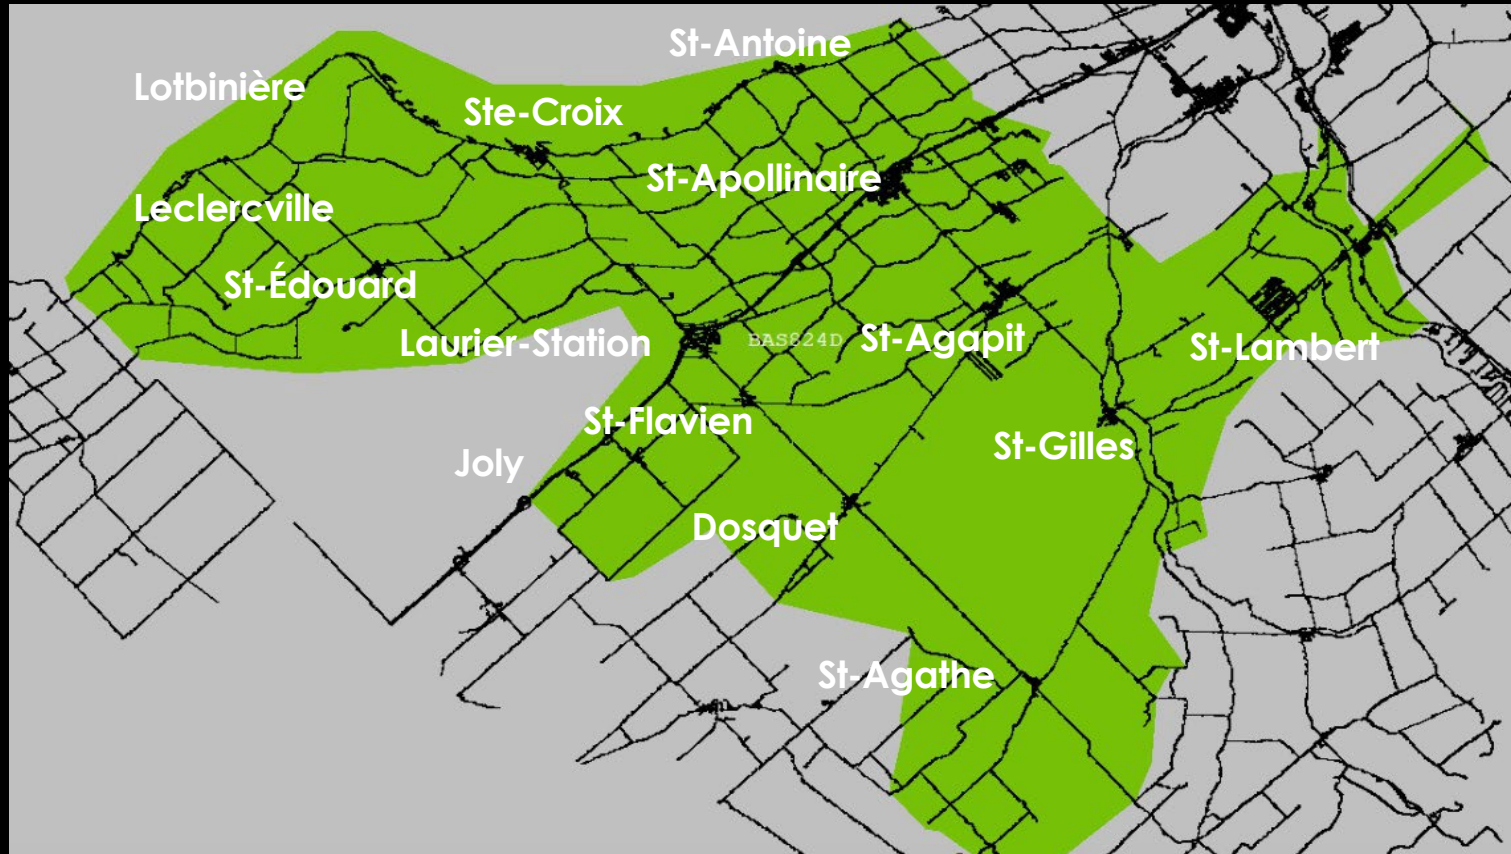 St-Antoine
Lotbinière
Ste-Croix
St-Apollinaire
Leclercville
St-Édouard
Laurier-Station
BAS824D
St-Agapit
St-Lambert
St-Flavien
St-Gilles
Joly
Dosquet
St-Agathe